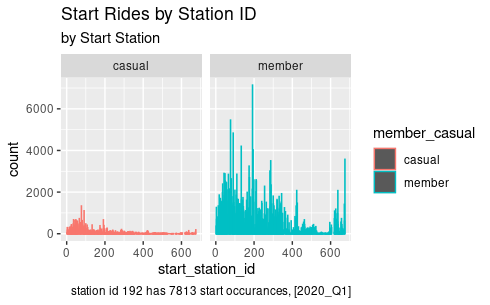 Start Rides by Station ID
by Start Station
casual
member
count
6000
4000
2000
0
0 200 400 600
0 200 400 600
start_station_id
member_casual
casual
member
station id 192 has 7813 start occurances, [2020_Q1]